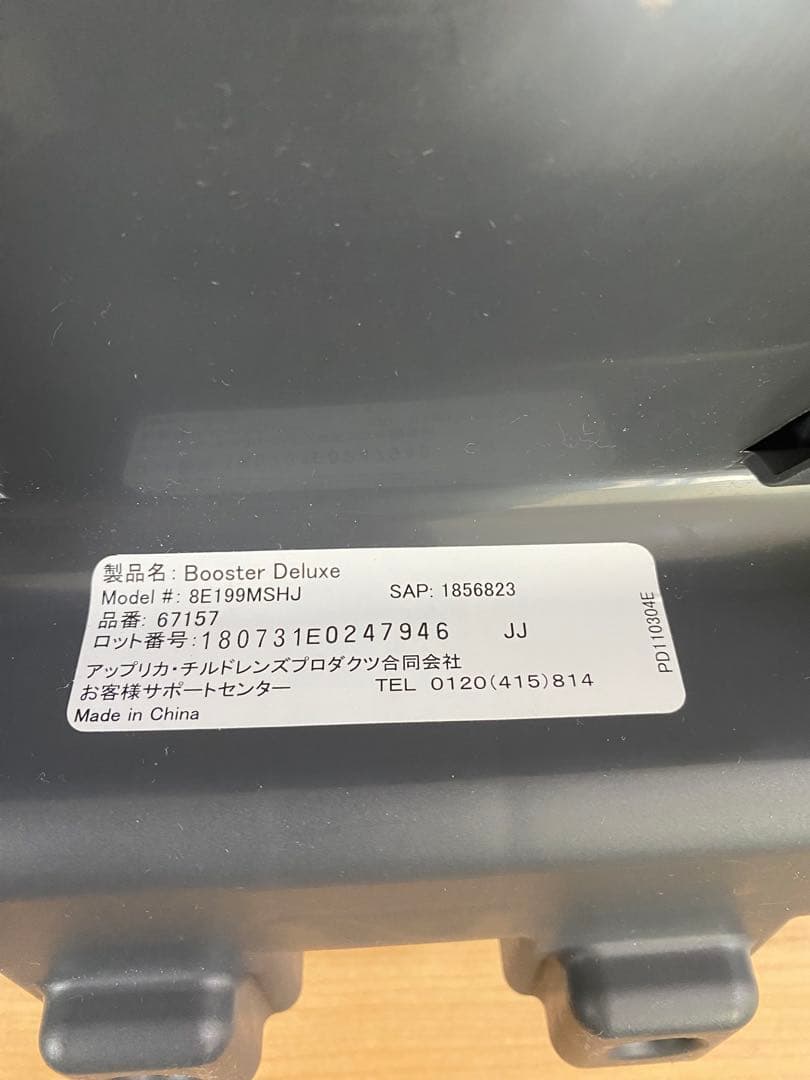 製品名: Booster Deluxe
Model #: 8E199MSHJ SAP: 1856823
品番: 67157
ロット番号:180731E0247946 JJ
アップリカ・チルドレンズプロダクツ合同会社
お客様サポートセンター TEL 0120(415)814
Made in China
PD110304E